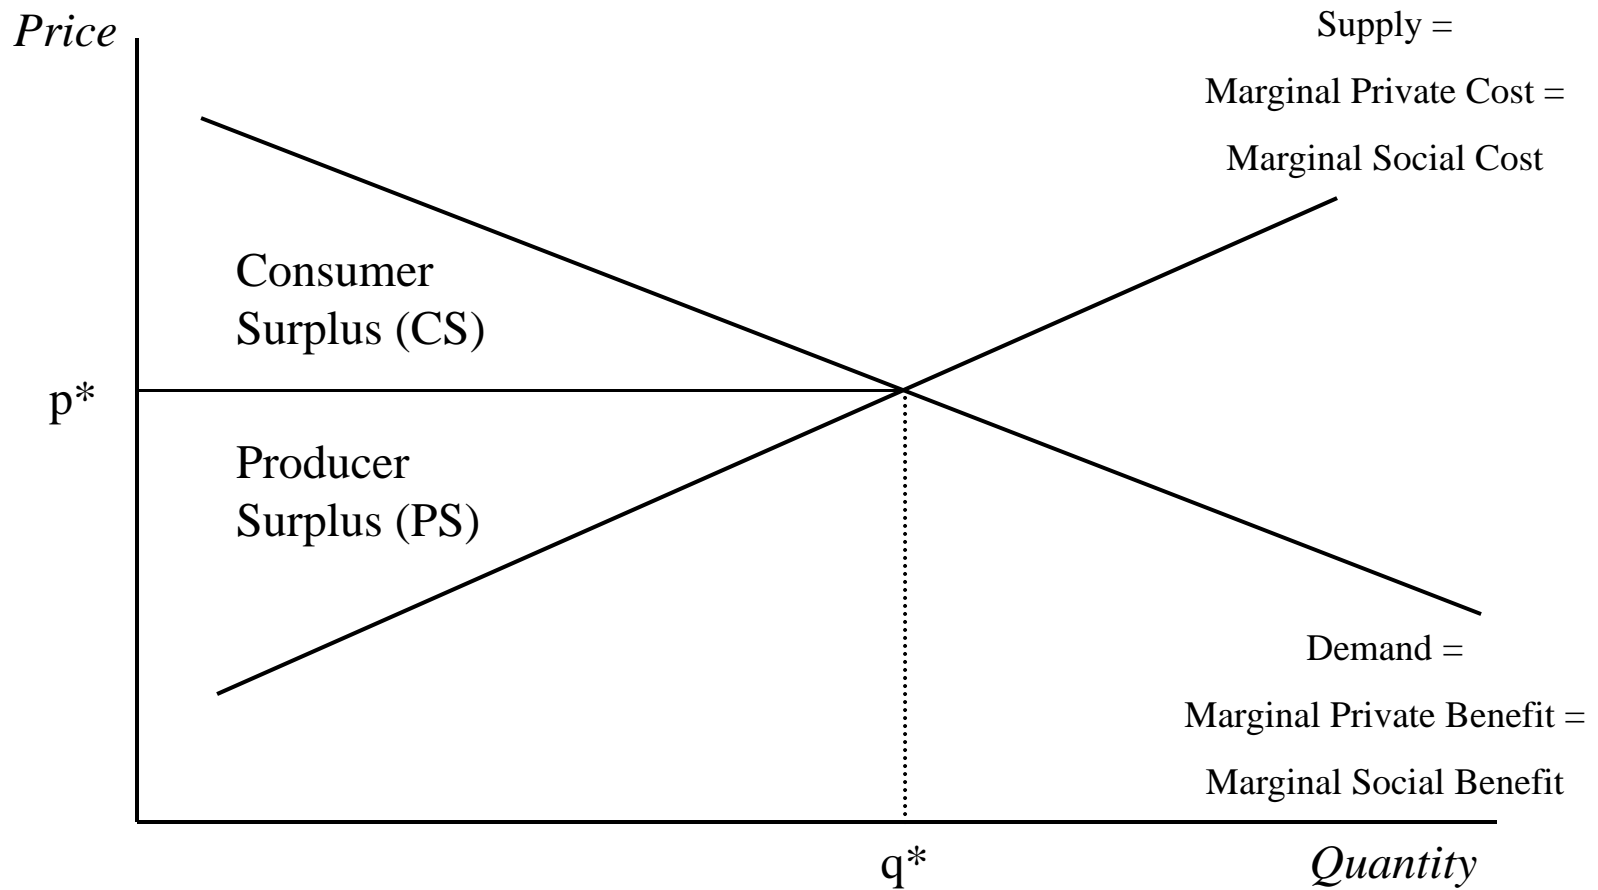 Price
Supply =
Marginal Private Cost =
Marginal Social Cost
Consumer
Surplus (CS)
p*
Producer
Surplus (PS)
Demand =
Marginal Private Benefit =
Marginal Social Benefit
q*
Quantity